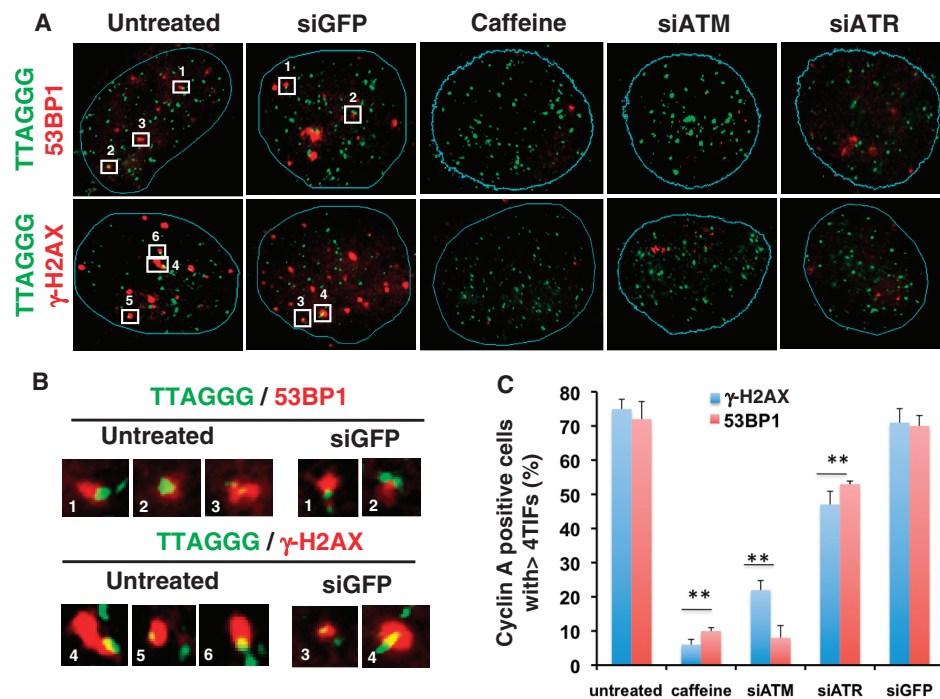 A
Untreated siGFP Caffeine siATM siATR
TTAGGG
53BP1
1
3
2
1
2
TTAGGG
γ-H2AX
6
4
5
3
4
B
TTAGGG / 53BP1
Untreated siGFP
1 2 3 1 2
TTAGGG / γ-H2AX
Untreated siGFP
4 5 6 3 4
C
Cyclin A positive cells
with> 4TIFs (%)
80
70
60
50
40
30
20
10
0
γ-H2AX
53BP1
**
**
**
untreated caffeine siATM siATR siGFP